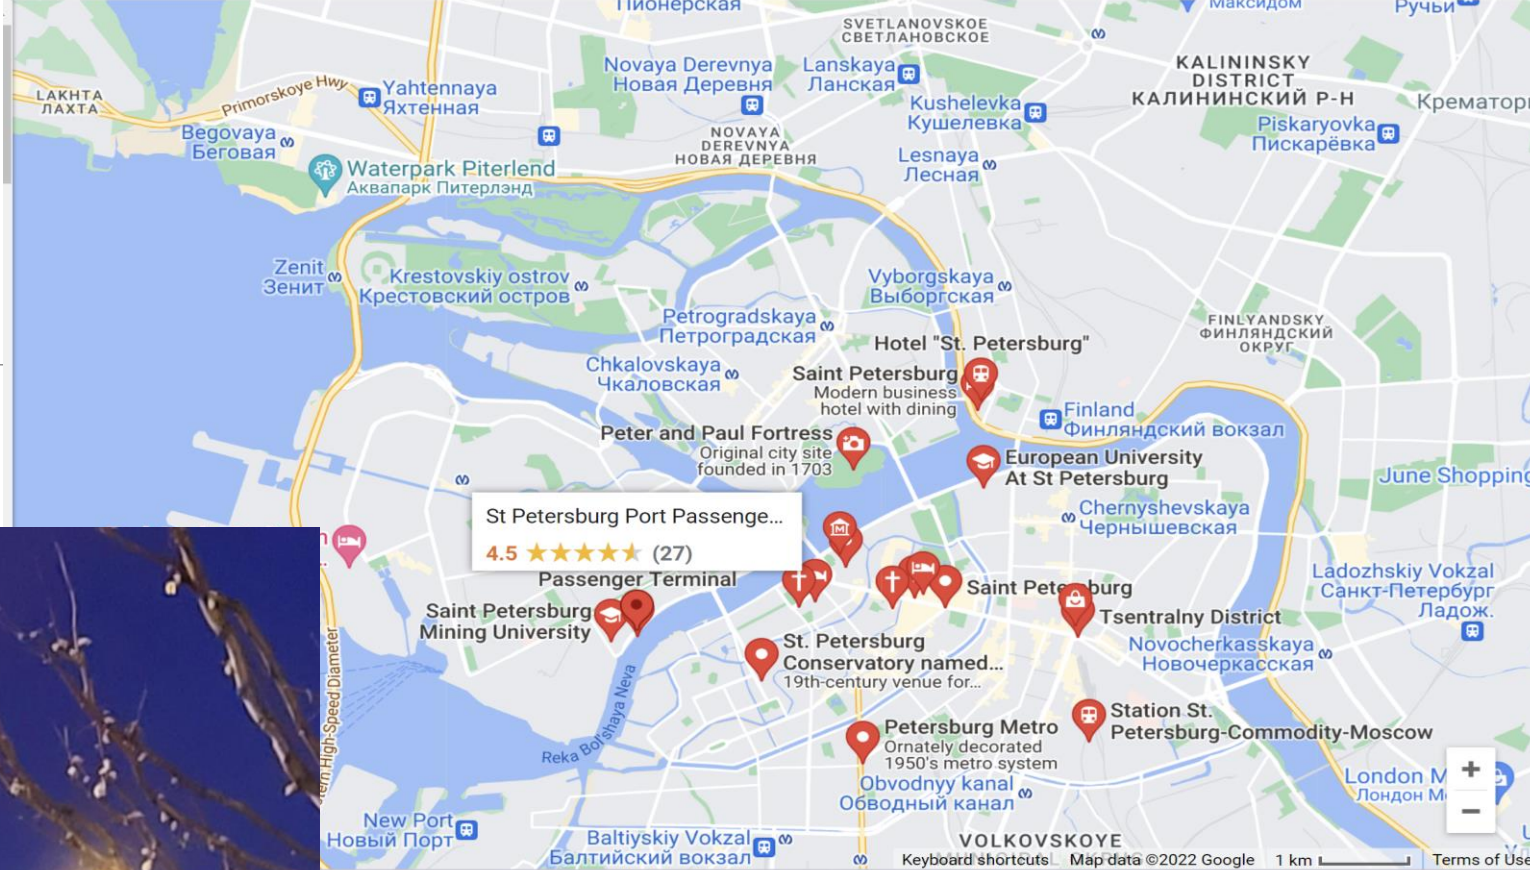 Пионерская
SVETLANOVSKOE
СВЕТЛАНОВСКОЕ
Максидом
Ручьи
LAKHTA
ЛАХТА
Primorskoye Hwy
Yahtennaya
Яхтенная
Begovaya
Беговая
Novaya Derevnya
Новая Деревня
Lanskaya
Ланская
KALININSKY
DISTRICT
КАЛИНИНСКИЙ Р-Н
Kushelevka
Кушелевка
Piskaryovka
Пискарёвка
NOVAYA
DEREVNYA
НОВАЯ ДЕРЕВНЯ
Waterpark Piterlend
Аквапарк Питерлэнд
Lesnaya
Лесная
Zenit
Зенит
Krestovskiy ostrov
Крестовский остров
Vyborgskaya
Выборгская
Petrogradskaya
Петроградская
FINLYANDSKY
ФИНЛЯНДСКИЙ
ОКРУГ
Chkalovskaya
Чкаловская
Hotel "St. Petersburg"
Saint Petersburg
Modern business
hotel with dining
Finland
Финляндский вокзал
Peter and Paul Fortress
Original city site
founded in 1703
European University
At St Petersburg
June Shopping
Chernyshevskaya
Чернышевская
St Petersburg Port Passenge...
4.5 (27)
Passenger Terminal
Saint Petersburg
Mining University
Saint Petersburg
Tsentralny District
Ladozhskiy Vokzal
Санкт-Петербург
Ладож.
St. Petersburg
Conservatory named...
19th-century venue for...
Novocherkasskaya
Новочеркасская
Reka Bol'shaya Neva
Station St.
Petersburg-Commodity-Moscow
Petersburg Metro
Ornately decorated
1950's metro system
Obvodnyy kanal
Обводный канал
London M
Лондон Мо
+
−
New Port
Новый Порт
Baltiyskiy Vokzal
Балтийский вокзал
VOLKOVSKOYE
Keyboard shortcuts Map data ©2022 Google 1 km Terms of Use